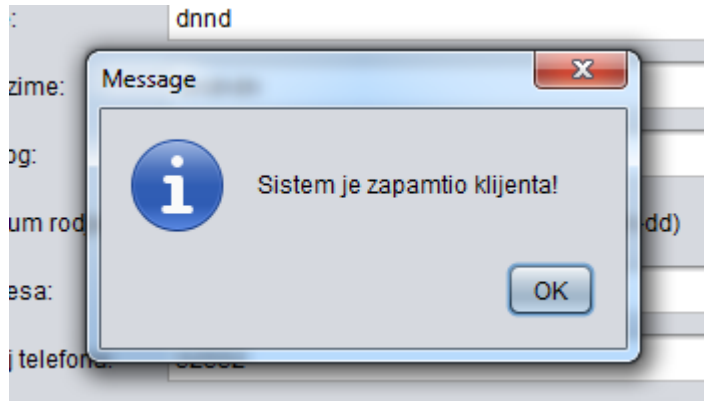 : dnnd
Message
zime:
og:
Sistem je zapamtio klijenta!
um rod -dd)
esa:
OK
j telefona: